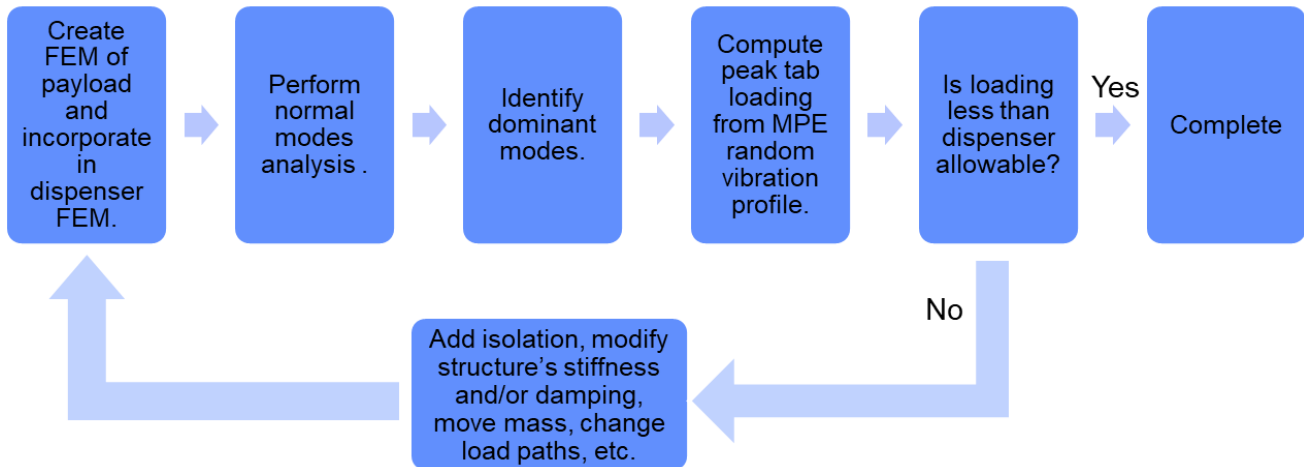 Create
FEM of
payload
and
incorporate
in
dispenser
FEM.
Perform
normal
modes
analysis .
Identify
dominant
modes.
Compute
peak tab
loading
from MPE
random
vibration
profile.
Is loading
less than
dispenser
allowable?
Yes
Complete
No
Add isolation, modify
structure’s stiffness
and/or damping,
move mass, change
load paths, etc.